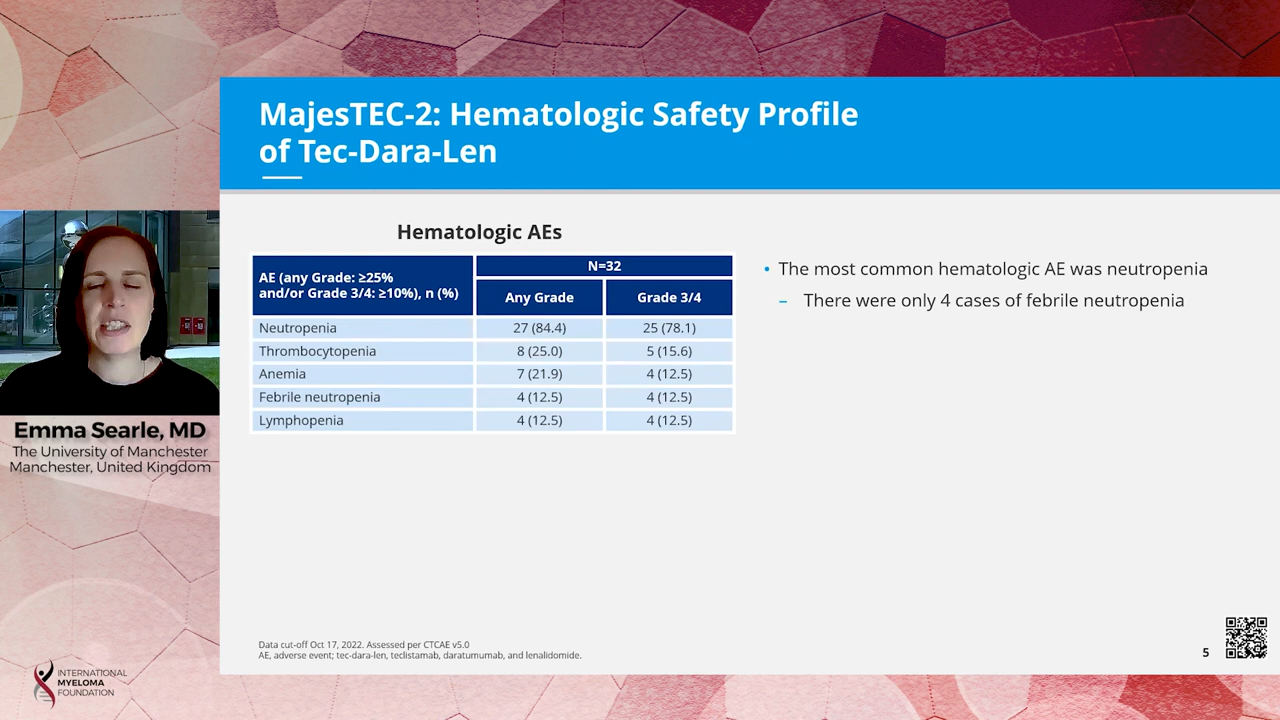 MajesTEC-2: Hematologic Safety Profile
of Tec-Dara-Len
Hematologic AEs
AE (any Grade: ≥25%
and/or Grade 3/4: ≥10%), n (%)
N=32
Any Grade Grade 3/4
Neutropenia 27 (84.4) 25 (78.1)
Thrombocytopenia 8 (25.0) 5 (15.6)
Anemia 7 (21.9) 4 (12.5)
Febrile neutropenia 4 (12.5) 4 (12.5)
Lymphopenia 4 (12.5) 4 (12.5)
• The most common hematologic AE was neutropenia
– There were only 4 cases of febrile neutropenia
Emma Searle, MD
The University of Manchester
Manchester, United Kingdom
Data cut-off Oct 17, 2022. Assessed per CTCAE v5.0
AE, adverse event; tec-dara-len, teclistamab, daratumumab, and lenalidomide.
5
INTERNATIONAL
MYELOMA
FOUNDATION